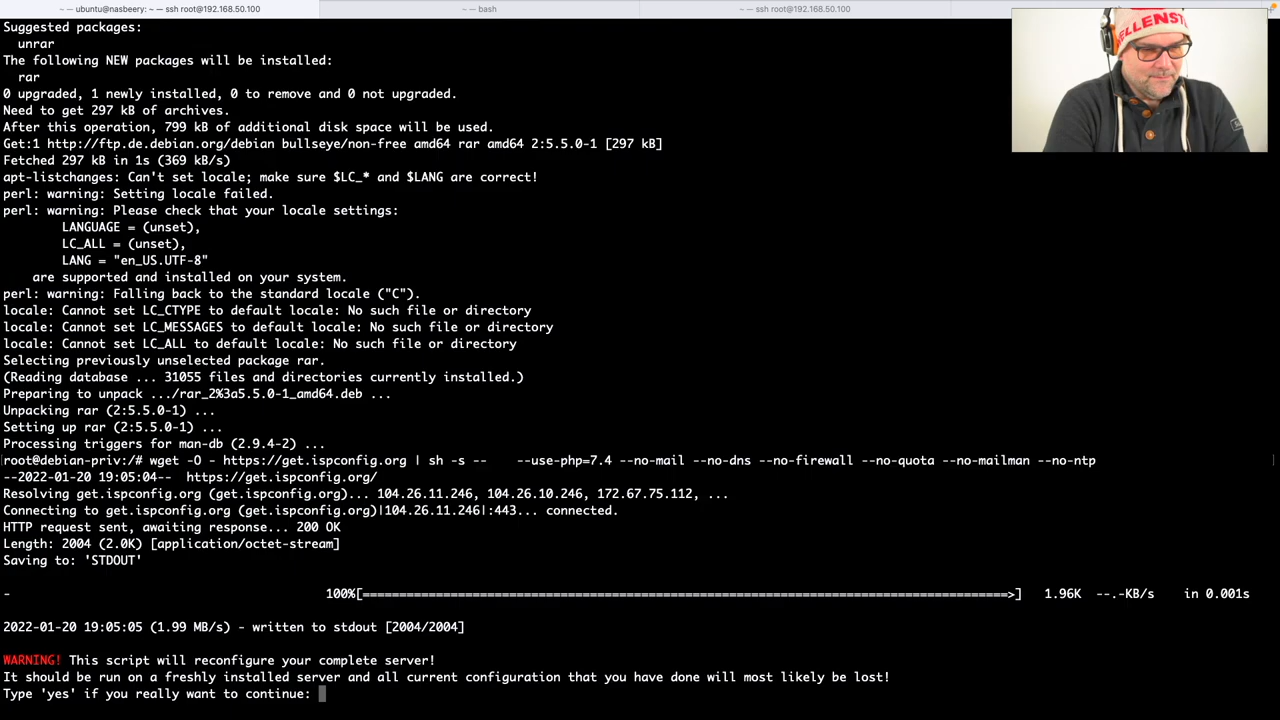 ~ — ubuntu@nasbeery: ~ — ssh root@192.168.50.100
~ — -bash
~ — ssh root@192.168.50.100
Suggested packages:
unrar
The following NEW packages will be installed:
rar
0 upgraded, 1 newly installed, 0 to remove and 0 not upgraded.
Need to get 297 kB of archives.
After this operation, 799 kB of additional disk space will be used.
Get:1 http://ftp.de.debian.org/debian bullseye/non-free amd64 rar amd64 2:5.5.0-1 [297 kB]
Fetched 297 kB in 1s (369 kB/s)
apt-listchanges: Can't set locale; make sure $LC_* and $LANG are correct!
perl: warning: Setting locale failed.
perl: warning: Please check that your locale settings:
LANGUAGE = (unset),
LC_ALL = (unset),
LANG = "en_US.UTF-8"
are supported and installed on your system.
perl: warning: Falling back to the standard locale ("C").
locale: Cannot set LC_CTYPE to default locale: No such file or directory
locale: Cannot set LC_MESSAGES to default locale: No such file or directory
locale: Cannot set LC_ALL to default locale: No such file or directory
Selecting previously unselected package rar.
(Reading database ... 31055 files and directories currently installed.)
Preparing to unpack .../rar_2%3a5.5.0-1_amd64.deb ...
Unpacking rar (2:5.5.0-1) ...
Setting up rar (2:5.5.0-1) ...
Processing triggers for man-db (2.9.4-2) ...
root@debian-priv:/# wget -O - https://get.ispconfig.org | sh -s -- --use-php=7.4 --no-mail --no-dns --no-firewall --no-quota --no-mailman --no-ntp
--2022-01-20 19:05:04-- https://get.ispconfig.org/
Resolving get.ispconfig.org (get.ispconfig.org)... 104.26.11.246, 104.26.10.246, 172.67.75.112, ...
Connecting to get.ispconfig.org (get.ispconfig.org)|104.26.11.246|:443... connected.
HTTP request sent, awaiting response... 200 OK
Length: 2004 (2.0K) [application/octet-stream]
Saving to: 'STDOUT'
- 100%[==============================================================================>] 1.96K --.-KB/s in 0.001s
2022-01-20 19:05:05 (1.99 MB/s) - written to stdout [2004/2004]
WARNING! This script will reconfigure your complete server!
It should be run on a freshly installed server and all current configuration that you have done will most likely be lost!
Type 'yes' if you really want to continue: